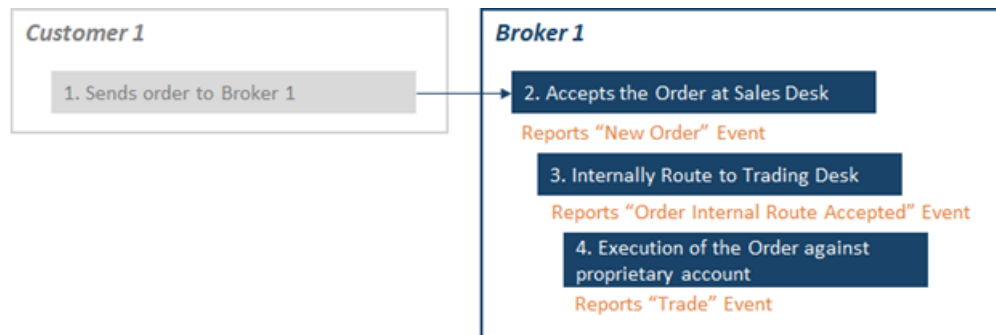 Customer 1
1. Sends order to Broker 1
Broker 1
2. Accepts the Order at Sales Desk
Reports “New Order” Event
3. Internally Route to Trading Desk
Reports “Order Internal Route Accepted” Event
4. Execution of the Order against
proprietary account
Reports “Trade” Event